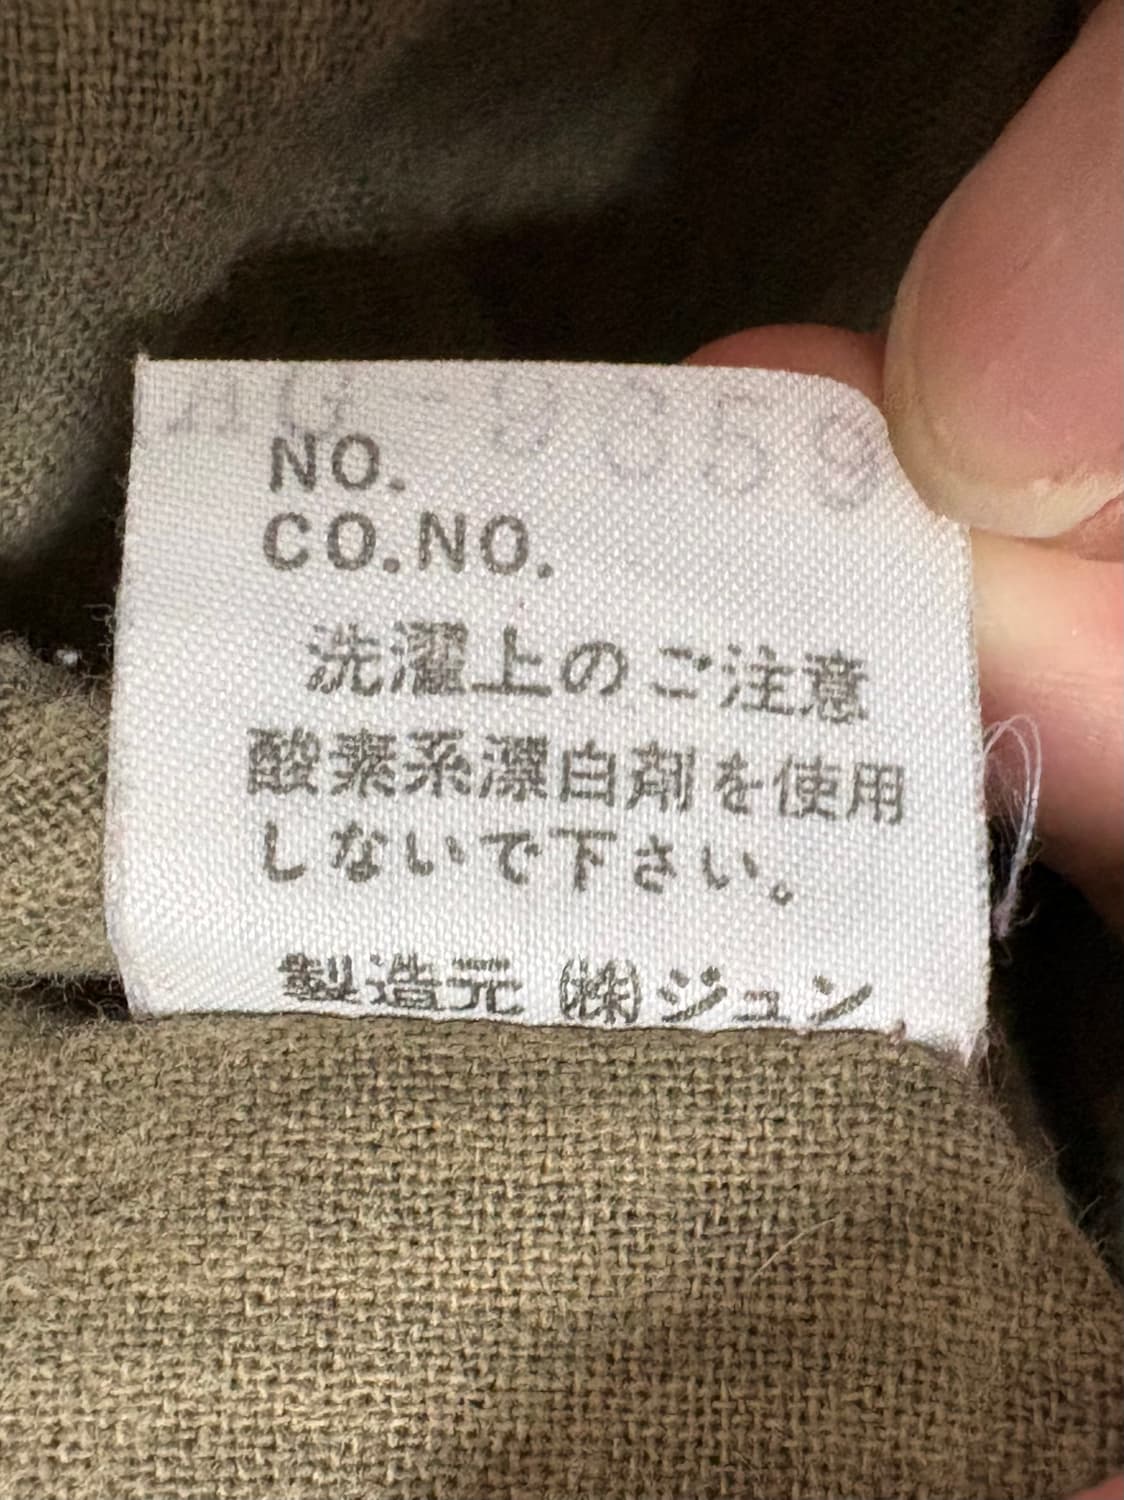 NO.
CO.NO.
洗濯上のご注意
酸素系漂白剤を使用
しないで下さい。
製造元 ㈱ジュン